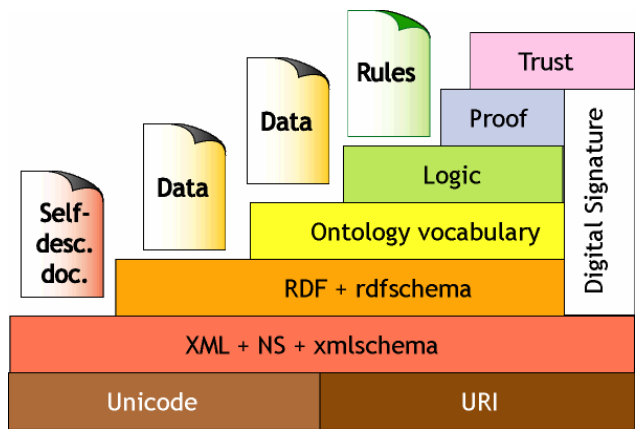 Rules
Trust
Data
Proof
Data
Logic
Self-
desc.
doc.
Ontology vocabulary
Digital Signature
RDF + rdfschema
XML + NS + xmlschema
Unicode
URI